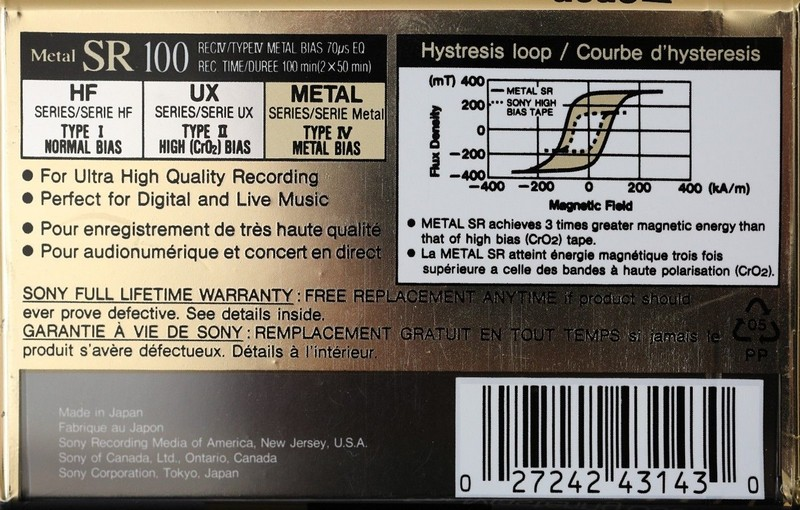 Metal SR 100 REC IV/TYPE IV METAL BIAS 70μs EQ
REC TIME/DUREE 100 min(2×50 min)
HF
SERIES/SERIE HF
TYPE I
NORMAL BIAS
UX
SERIES/SERIE UX
TYPE II
HIGH (CrO2) BIAS
METAL
SERIES/SERIE Metal
TYPE IV
METAL BIAS
● For Ultra High Quality Recording
● Perfect for Digital and Live Music
● Pour enregistrement de très haute qualité
● Pour audionumérique et concert en direct
Hystresis loop / Courbe d'hysteresis
(mT)
400
200
0
−200
−400
Flux Density
METAL SR
SONY HIGH
BIAS TAPE
−400 −200 0 200 400 (kA/m)
Magnetic Field
● METAL SR achieves 3 times greater magnetic energy than
that of high bias (CrO2) tape.
● La METAL SR atteint énergie magnétique trois fois
supérieure a celle des bandes à haute polarisation (CrO2).
SONY FULL LIFETIME WARRANTY : FREE REPLACEMENT ANYTIME if product should
ever prove defective. See details inside.
GARANTIE À VIE DE SONY : REMPLACEMENT GRATUIT EN TOUT TEMPS si jamais le
produit s'avère défectueux. Détails à l'intérieur.
05
PP
Made in Japan
Fabrique au Japon
Sony Recording Media of America, New Jersey, U.S.A.
Sony of Canada, Ltd., Ontario, Canada
Sony Corporation, Tokyo, Japan
0 27242 43143 0